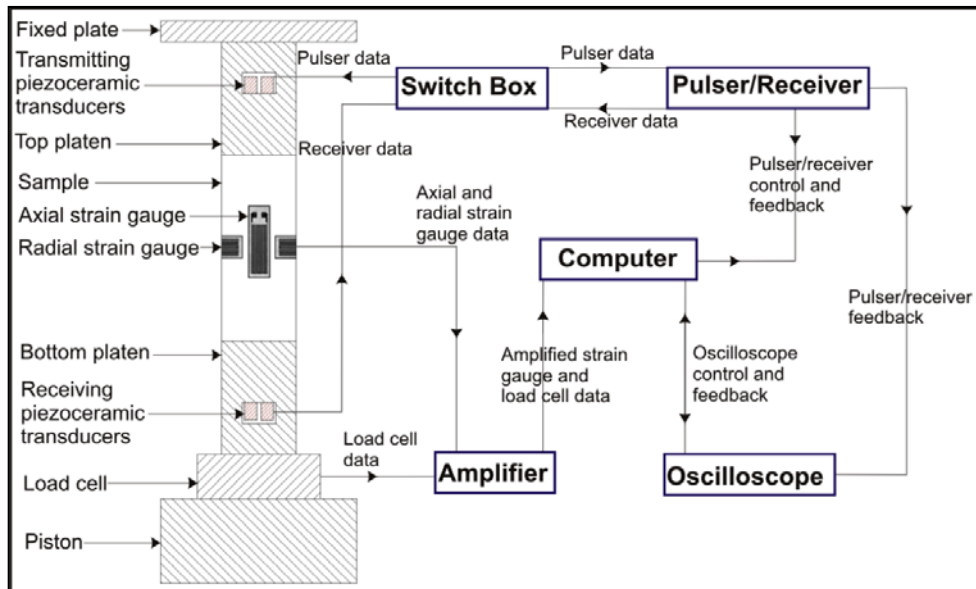 Fixed plate
Transmitting
piezoceramic
transducers
Top platen
Sample
Axial strain gauge
Radial strain gauge
Bottom platen
Receiving
piezoceramic
transducers
Load cell
Piston
Pulser data
Switch Box
Pulser data
Pulser/Receiver
Receiver data
Receiver data
Axial and
radial strain
gauge data
Pulser/receiver
control and
feedback
Computer
Pulser/receiver
feedback
Amplified strain
gauge and
load cell data
Oscilloscope
control and
feedback
Load cell
data
Amplifier
Oscilloscope